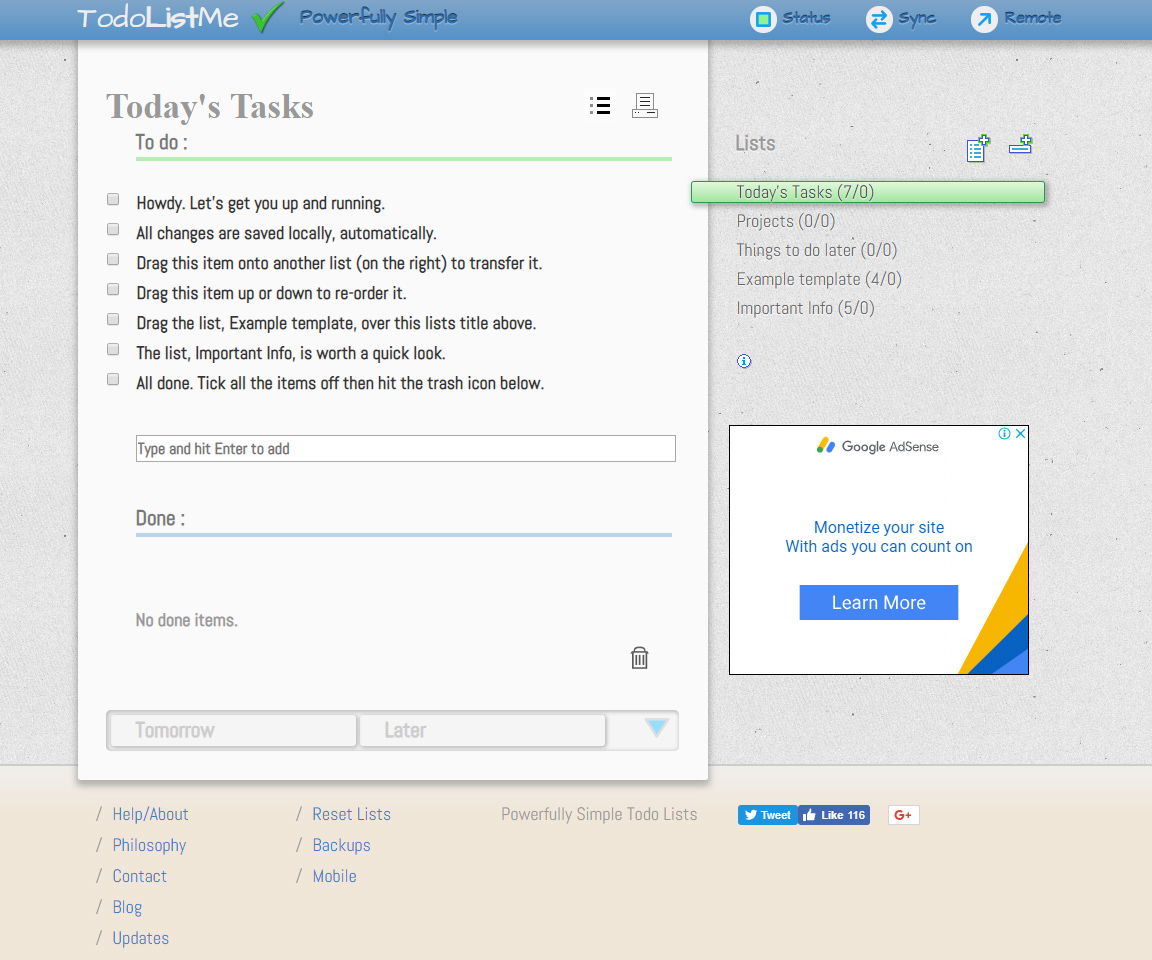 TodoListMe
Powerfully Simple
Status
Sync
Remote
Today's Tasks
To do :
Howdy. Let's get you up and running.
All changes are saved locally, automatically.
Drag this item onto another list (on the right) to transfer it.
Drag this item up or down to re-order it.
Drag the list, Example template, over this lists title above.
The list, Important Info, is worth a quick look.
All done. Tick all the items off then hit the trash icon below.
Type and hit Enter to add
Done :
No done items.
Tomorrow
Later
Lists
Today's Tasks (7/0)
Projects (0/0)
Things to do later (0/0)
Example template (4/0)
Important Info (5/0)
Google AdSense
Monetize your site
With ads you can count on
Learn More
/ Help/About
/ Philosophy
/ Contact
/ Blog
/ Updates
/ Reset Lists
/ Backups
/ Mobile
Powerfully Simple Todo Lists
Tweet
Like 116
G+